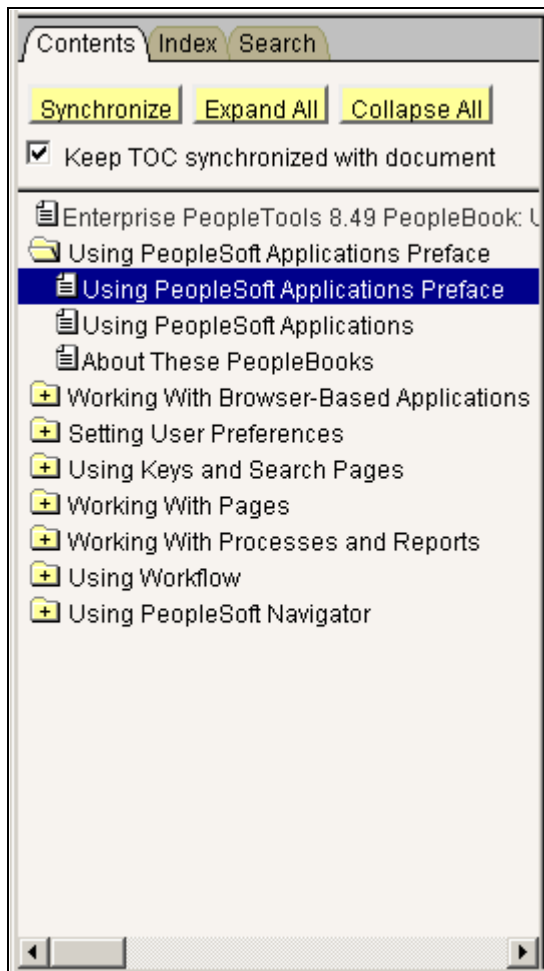 Contents Index Search
Synchronize Expand All Collapse All
Keep TOC synchronized with document
Enterprise PeopleTools 8.49 PeopleBook:
Using PeopleSoft Applications Preface
Using PeopleSoft Applications Preface
Using PeopleSoft Applications
About These PeopleBooks
Working With Browser-Based Applications
Setting User Preferences
Using Keys and Search Pages
Working With Pages
Working With Processes and Reports
Using Workflow
Using PeopleSoft Navigator